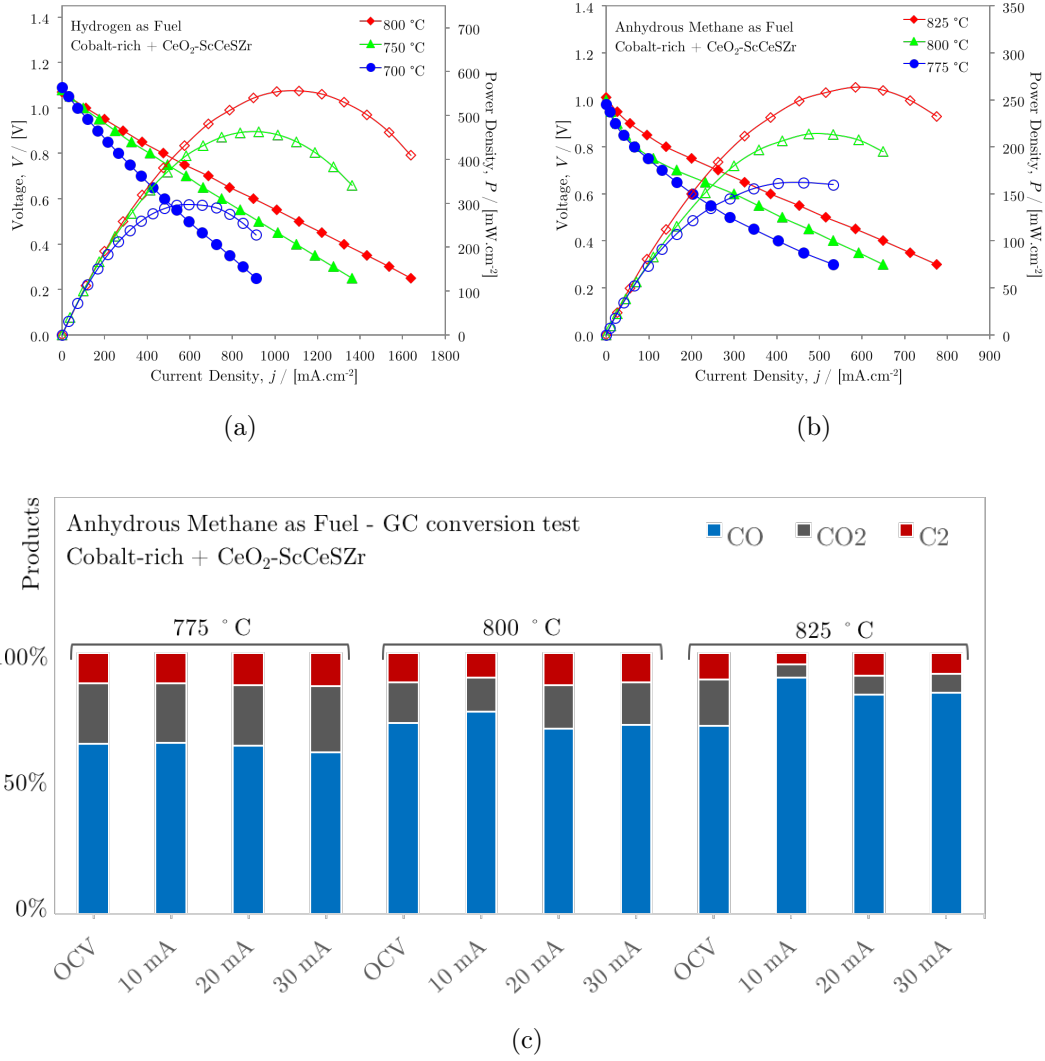 Hydrogen as Fuel
Cobalt-rich + CeO₂-ScCeSZr
800 °C
750 °C
700 °C
Voltage, V / [V]
1.4
1.2
1.0
0.8
0.6
0.4
0.2
0.0
Power Density, P / [mW.cm⁻²]
700
600
500
400
300
200
100
0
0 200 400 600 800 1000 1200 1400 1600 1800
Current Density, j / [mA.cm⁻²]
(a)
Anhydrous Methane as Fuel
Cobalt-rich + CeO₂-ScCeSZr
825 °C
800 °C
775 °C
Voltage, V / [V]
1.4
1.2
1.0
0.8
0.6
0.4
0.2
0.0
Power Density, P / [mW.cm⁻²]
350
300
250
200
150
100
50
0
0 100 200 300 400 500 600 700 800 900
Current Density, j / [mA.cm⁻²]
(b)
Products
Anhydrous Methane as Fuel - GC conversion test
Cobalt-rich + CeO₂-ScCeSZr
CO CO2 C2
775 °C 800 °C 825 °C
100%
50%
0%
OCV 10 mA 20 mA 30 mA OCV 10 mA 20 mA 30 mA OCV 10 mA 20 mA 30 mA
(c)